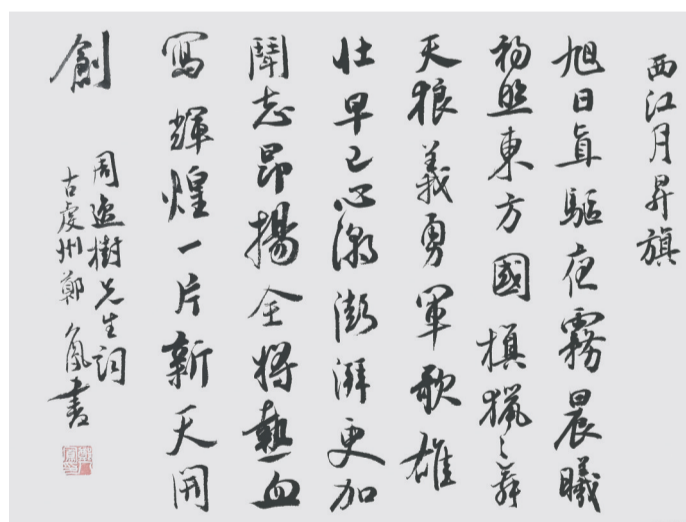 西江月昇旗
旭日直驅夜霧晨曦
初照東方國旗獵々舞
天狼義勇軍歌雄
壯早已心潮澎湃更加
鬪志昂揚全將熱血
寫輝煌一片新天開
創
周樹先生詞
古虔州鄭書